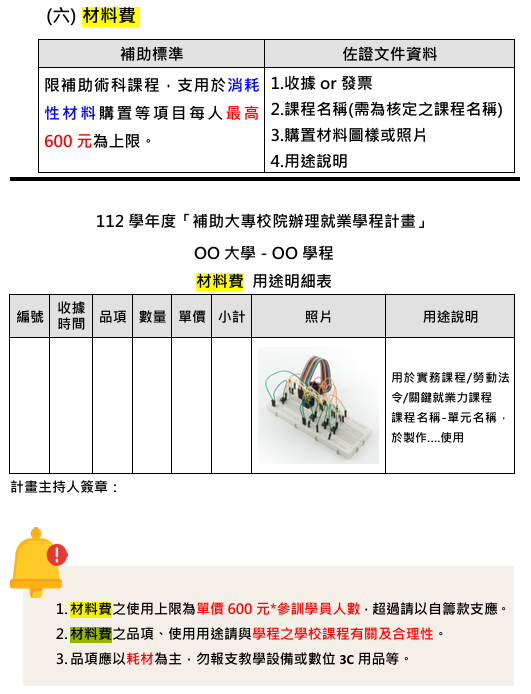 (六) 材料費
補助標準
佐證文件資料
限補助術科課程，支用於消耗
性材料購置等項目每人最高
600 元為上限。
1.收據 or 發票
2.課程名稱(需為核定之課程名稱)
3.購置材料圖樣或照片
4.用途說明
112 學年度「補助大專校院辦理就業學程計畫」
OO 大學 - OO 學程
材料費 用途明細表
編號
收據
時間
品項
數量
單價
小計
照片
用途說明
用於實務課程/勞動法
令/關鍵就業力課程
課程名稱-單元名稱，
於製作....使用
計畫主持人簽章：
1. 材料費之使用上限為單價 600 元*參訓學員人數，超過請以自籌款支應。
2. 材料費之品項、使用用途請與學程之學校課程有關及合理性。
3. 品項應以耗材為主，勿報支教學設備或數位 3C 用品等。